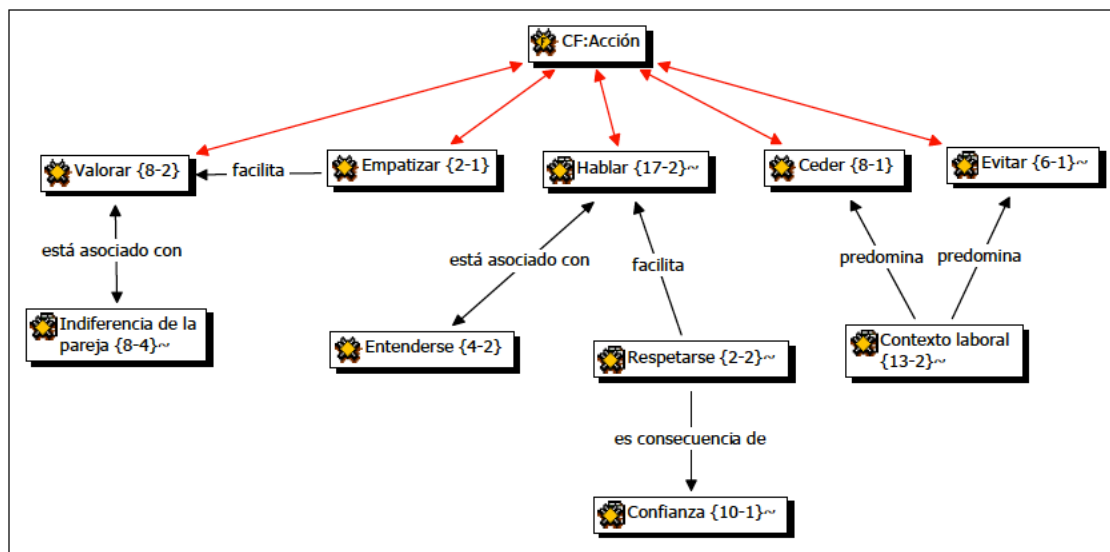 CF:Acción
Valorar {8-2}
facilita
Empatizar {2-1}
Hablar {17-2}~
Ceder {8-1}
Evitar {6-1}~
está asociado con
está asociado con
facilita
predomina
predomina
Indiferencia de la
pareja {8-4}~
Entenderse {4-2}
Respetarse {2-2}~
Contexto laboral
{13-2}~
es consecuencia de
Confianza {10-1}~